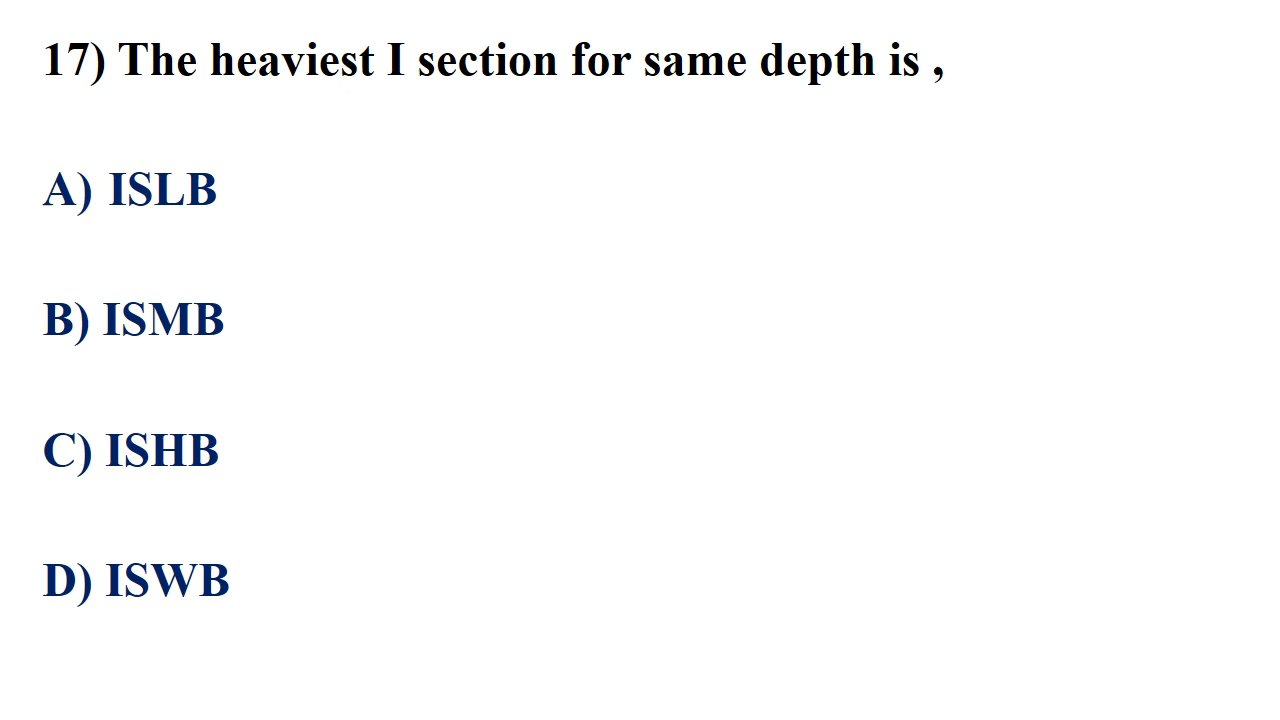 17) The heaviest I section for same depth is ,
A) ISLB
B) ISMB
C) ISHB
D) ISWB